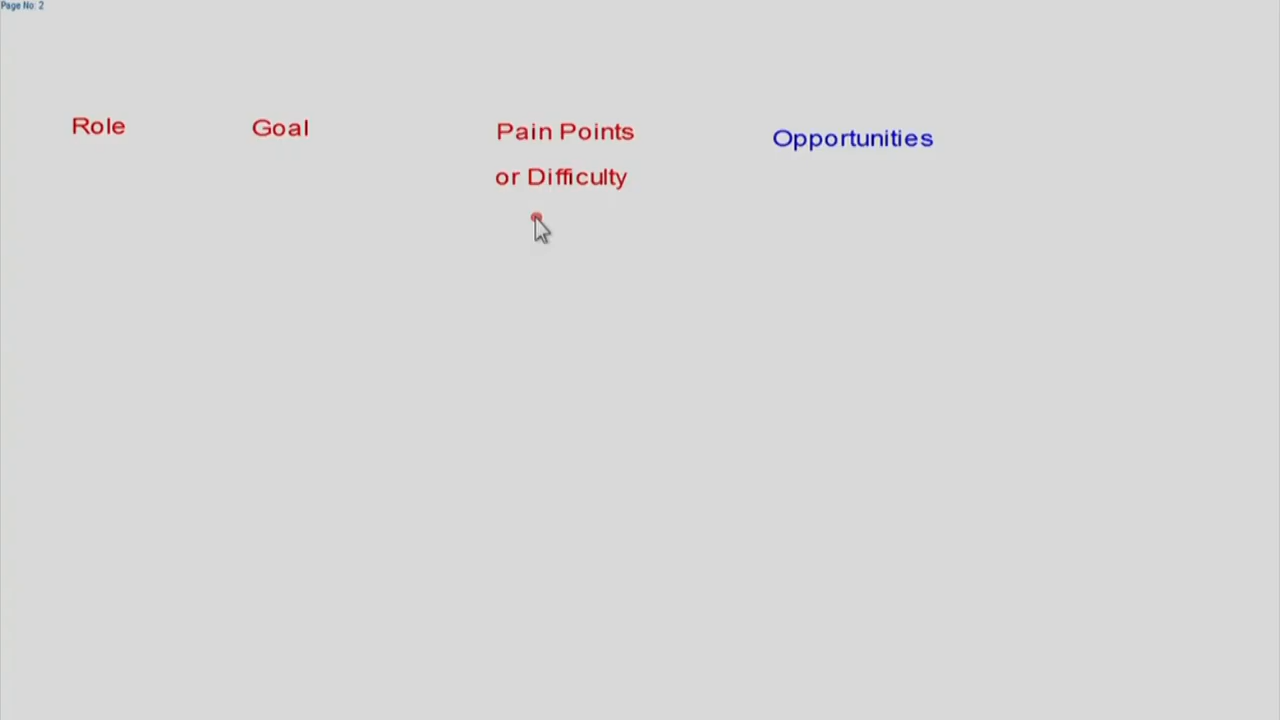 Page No: 2
Role
Goal
Pain Points
or Difficulty
Opportunities